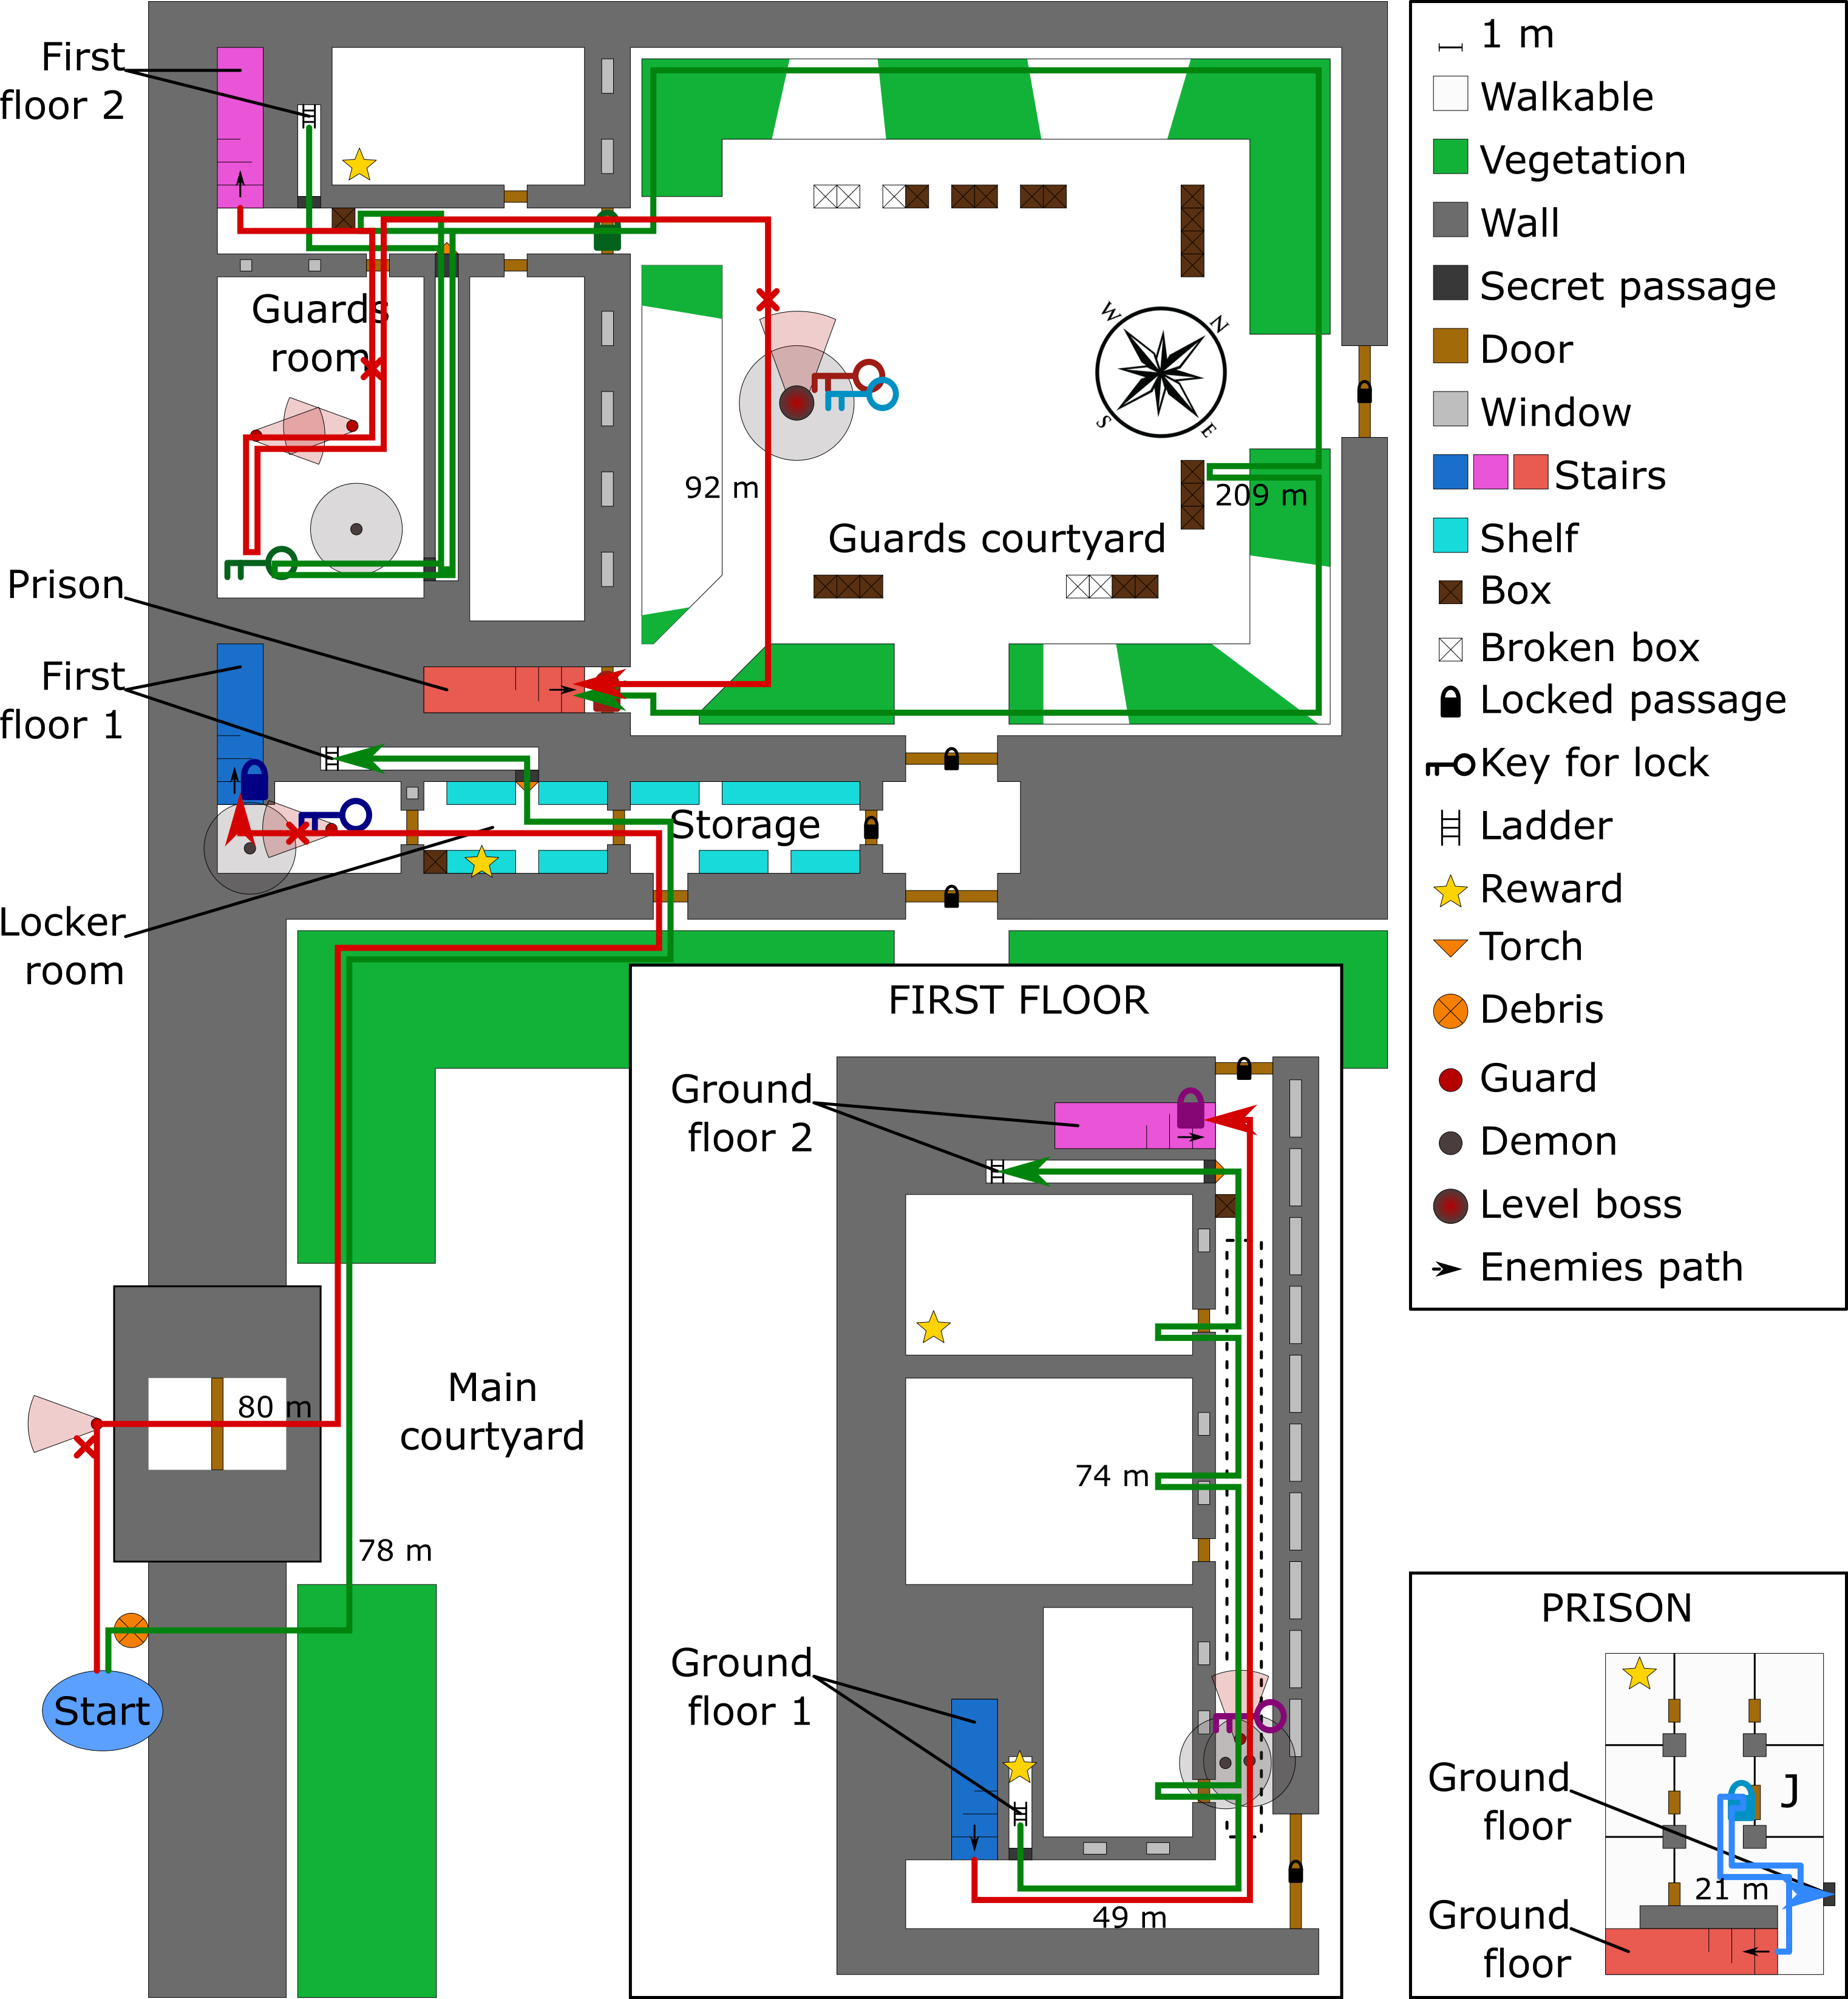 First
floor 2
Guards
room
Prison
First
floor 1
Locker
room
Storage
92 m
209 m
Guards courtyard
W
N
S
E
80 m
78 m
Main
courtyard
Start
FIRST FLOOR
Ground
floor 2
74 m
Ground
floor 1
49 m
1 m
Walkable
Vegetation
Wall
Secret passage
Door
Window
Stairs
Shelf
Box
Broken box
Locked passage
Key for lock
Ladder
Reward
Torch
Debris
Guard
Demon
Level boss
Enemies path
PRISON
J
Ground
floor
21 m
Ground
floor